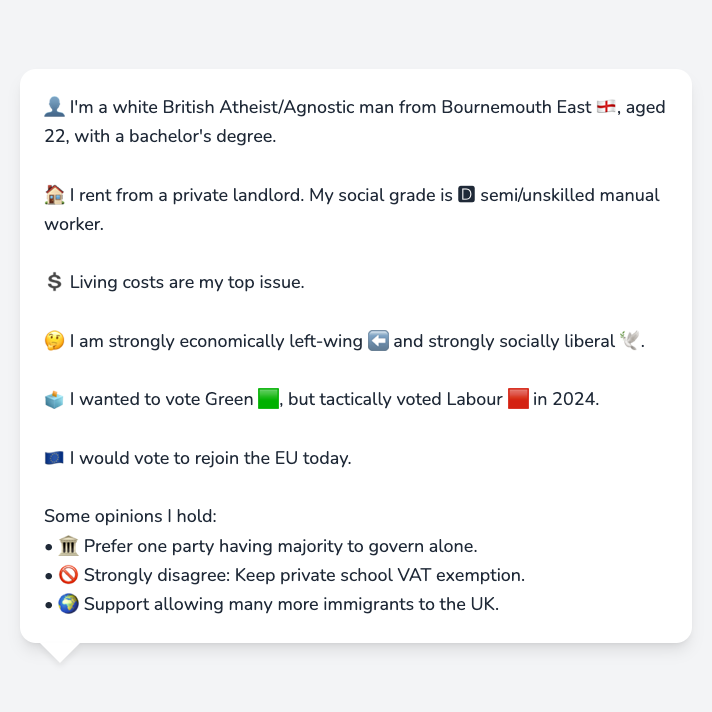 👤 I'm a white British Atheist/Agnostic man from Bournemouth East 🏴󠁧󠁢󠁥󠁮󠁧󠁿, aged
22, with a bachelor's degree.
🏠 I rent from a private landlord. My social grade is 🅳 semi/unskilled manual
worker.
💲 Living costs are my top issue.
🤔 I am strongly economically left-wing ⬅️ and strongly socially liberal 🕊️.
🗳️ I wanted to vote Green 🟩, but tactically voted Labour 🟥 in 2024.
🇪🇺 I would vote to rejoin the EU today.
Some opinions I hold:
• 🏛️ Prefer one party having majority to govern alone.
• 🚫 Strongly disagree: Keep private school VAT exemption.
• 🌍 Support allowing many more immigrants to the UK.